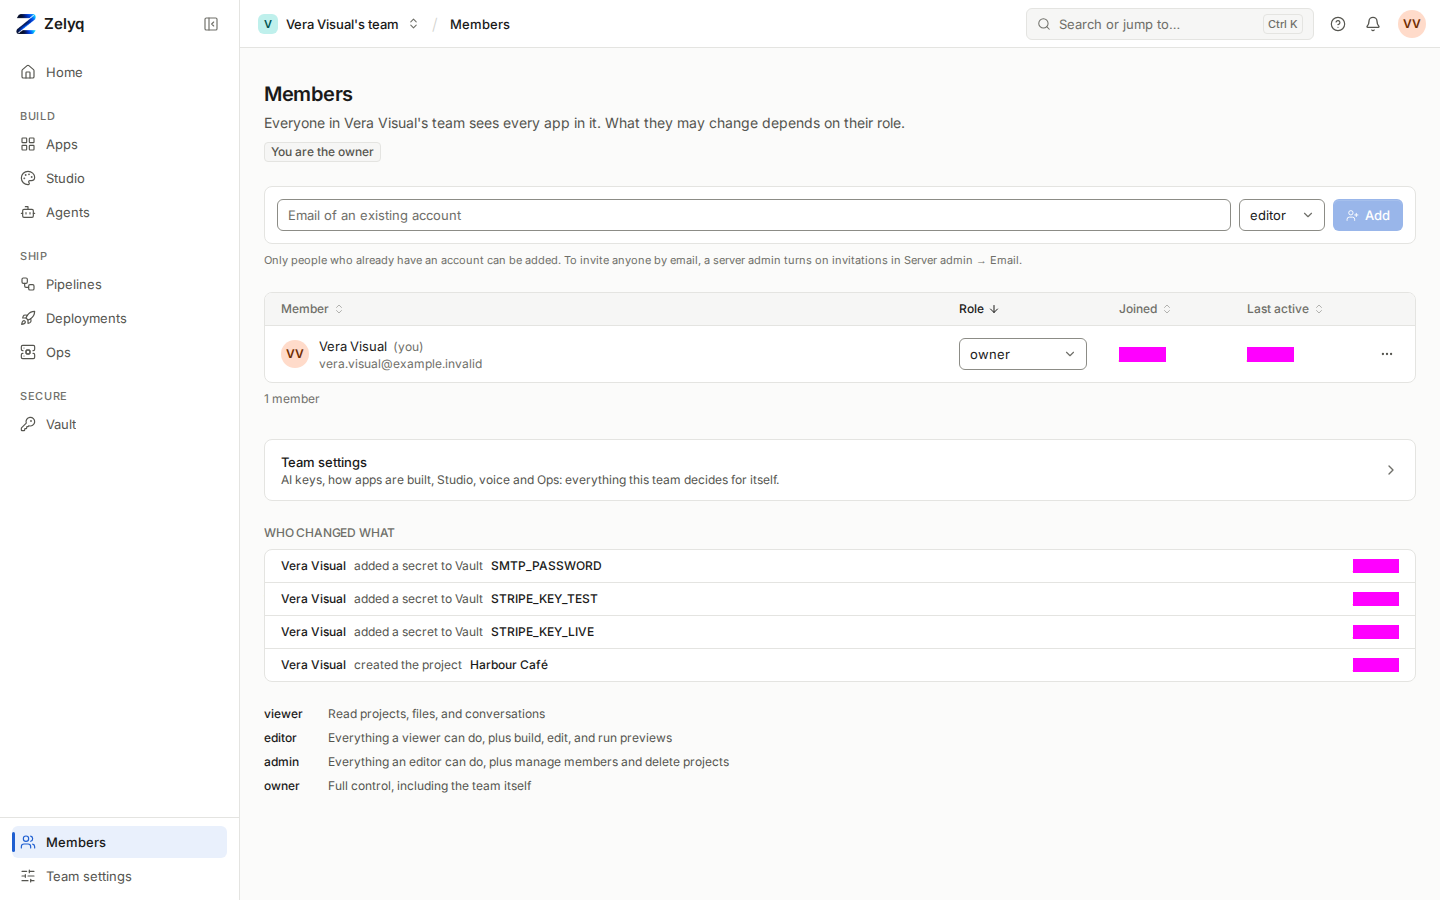 Zelyq
Vera Visual's team / Members
Search or jump to... Ctrl K
VV
Home
BUILD
Apps
Studio
Agents
SHIP
Pipelines
Deployments
Ops
SECURE
Vault
Members
Team settings
Members
Everyone in Vera Visual's team sees every app in it. What they may change depends on their role.
You are the owner
Email of an existing account editor Add
Only people who already have an account can be added. To invite anyone by email, a server admin turns on invitations in Server admin → Email.
Member Role Joined Last active
VV Vera Visual (you) owner
vera.visual@example.invalid
1 member
Team settings
AI keys, how apps are built, Studio, voice and Ops: everything this team decides for itself.
WHO CHANGED WHAT
Vera Visual added a secret to Vault SMTP_PASSWORD
Vera Visual added a secret to Vault STRIPE_KEY_TEST
Vera Visual added a secret to Vault STRIPE_KEY_LIVE
Vera Visual created the project Harbour Café
viewer Read projects, files, and conversations
editor Everything a viewer can do, plus build, edit, and run previews
admin Everything an editor can do, plus manage members and delete projects
owner Full control, including the team itself